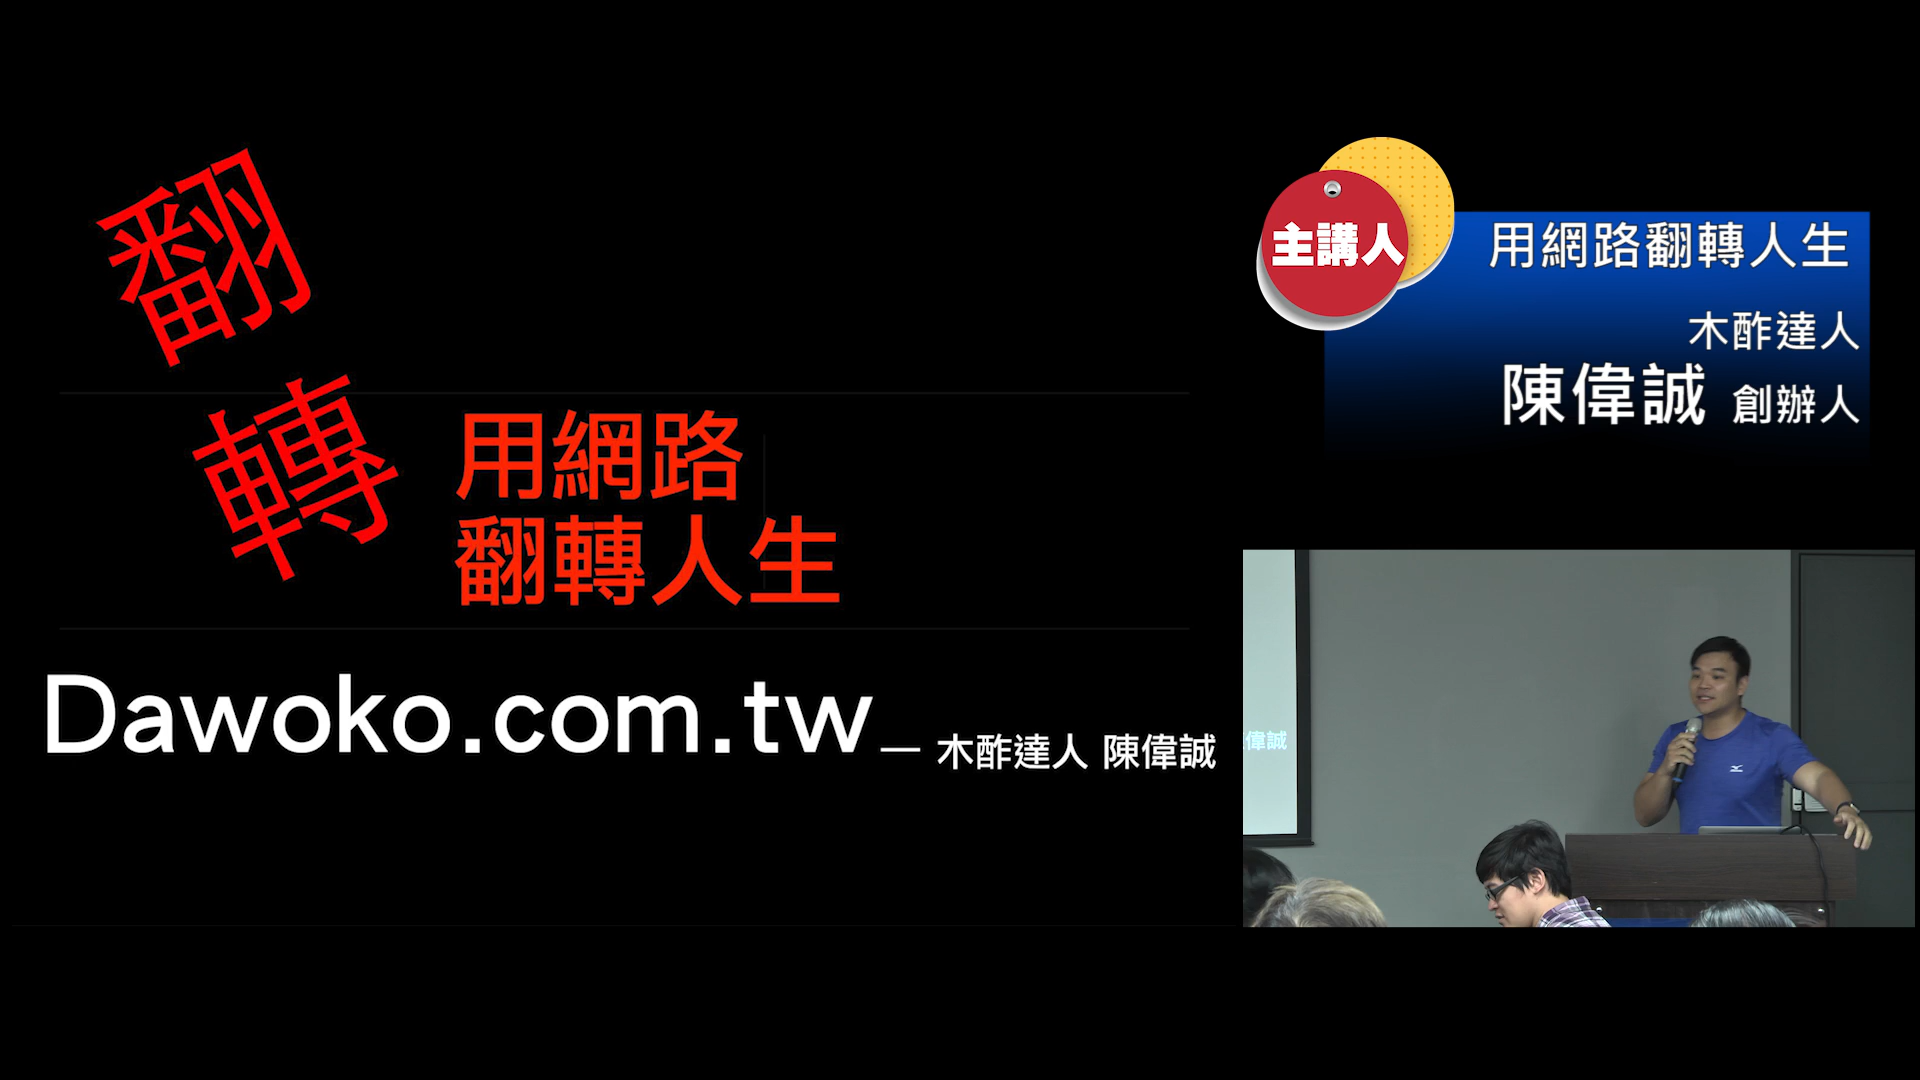 翻
轉
用網路
翻轉人生
Dawoko.com.tw
— 木酢達人 陳偉誠
主講人
用網路翻轉人生
木酢達人
陳偉誠 創辦人
偉誠